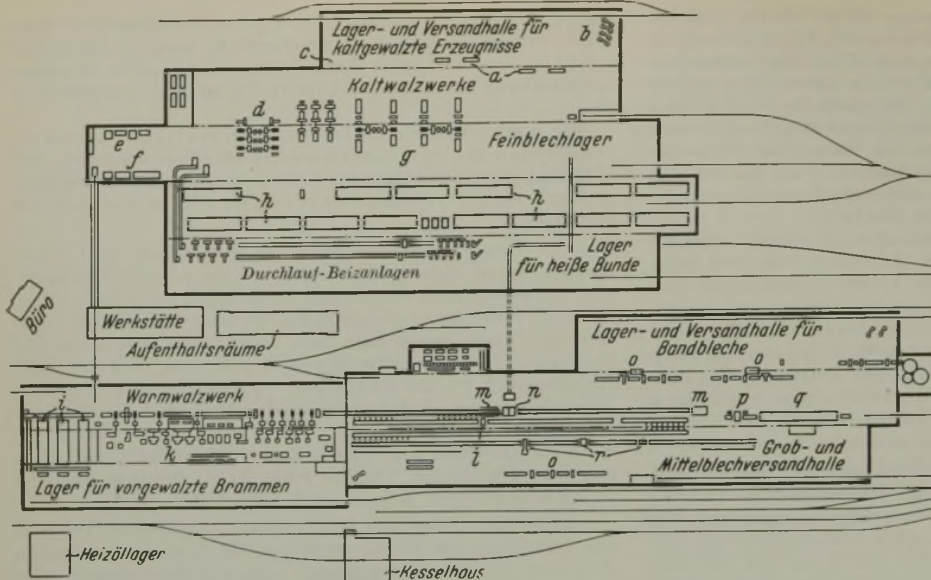 Lager- und Versandhalle für
kaltgewalzte Erzeugnisse
b
c
a
Kaltwalzwerke
d
e
f
g
Feinblechlager
h
h
Lager
für heiße Bunde
Durchlauf-Beizanlagen
Büro
Werkstätte
Aufenthaltsräume
Lager- und Versandhalle für
Bandbleche
o
o
Warmwalzwerk
i
m
n
m
p
q
k
l
r
o
Grob- und
Mittelblechversandhalle
Lager für vorgewalzte Brammen
Heizöllager
Kesselhaus